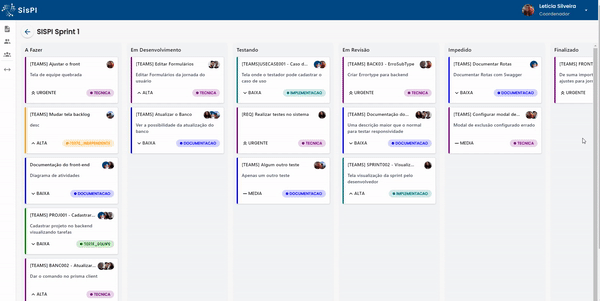 SisPI
Letícia Silveira
Coordenador
SISPI Sprint 1
A Fazer
[TEAMS] Ajustar o front
Tela de equipe quebrada
URGENTE
TECNICA
[TEAMS] Mudar tela backlog
desc
ALTA
Documentação do front-end
Diagrama de atividades
BAIXA
DOCUMENTACAO
[TEAMS] PROJ001 - Cadastrar...
Cadastrar projeto no backend
visualizando tarefas
BAIXA
[TEAMS] BANC002 - Atualizar...
Dar o comando no prisma client
ALTA
TECNICA
Em Desenvolvimento
[TEAMS] Editar Formulários
Editar Formulários da jornada do
usuário
ALTA
TECNICA
[TEAMS] Atualizar o Banco
Ver a possibilidade da atualização do
banco
BAIXA
DOCUMENTACAO
Testando
[TEAMS]USECASE001 - Caso d...
Tela onde o testador pode cadastrar o
caso de uso
BAIXA
IMPLEMENTACAO
[REQ] Realizar testes no sistema
URGENTE
TECNICA
[TEAMS] Algum outro teste
Apenas um outro teste
MEDIA
DOCUMENTACAO
Em Revisão
[TEAMS] BACK03 - ErroSubType
Criar Errortype para backend
URGENTE
TECNICA
[TEAMS] Documentação do...
Uma descrição maior que o normal
para testar responsividade
BAIXA
DOCUMENTACAO
[TEAMS] SPRINT002 - Visualiz...
Tela visualização da sprint pelo
desenvolvedor
ALTA
IMPLEMENTACAO
Impedido
[TEAMS] Documentar Rotas
Documentar Rotas com Swagger
BAIXA
DOCUMENTACAO
[TEAMS] Configurar modal de...
Modal de exclusão configurado errado
MEDIA
TECNICA
Finalizado
[TEAMS] FRONT
De suma import
ajustes para jorn
URGENTE